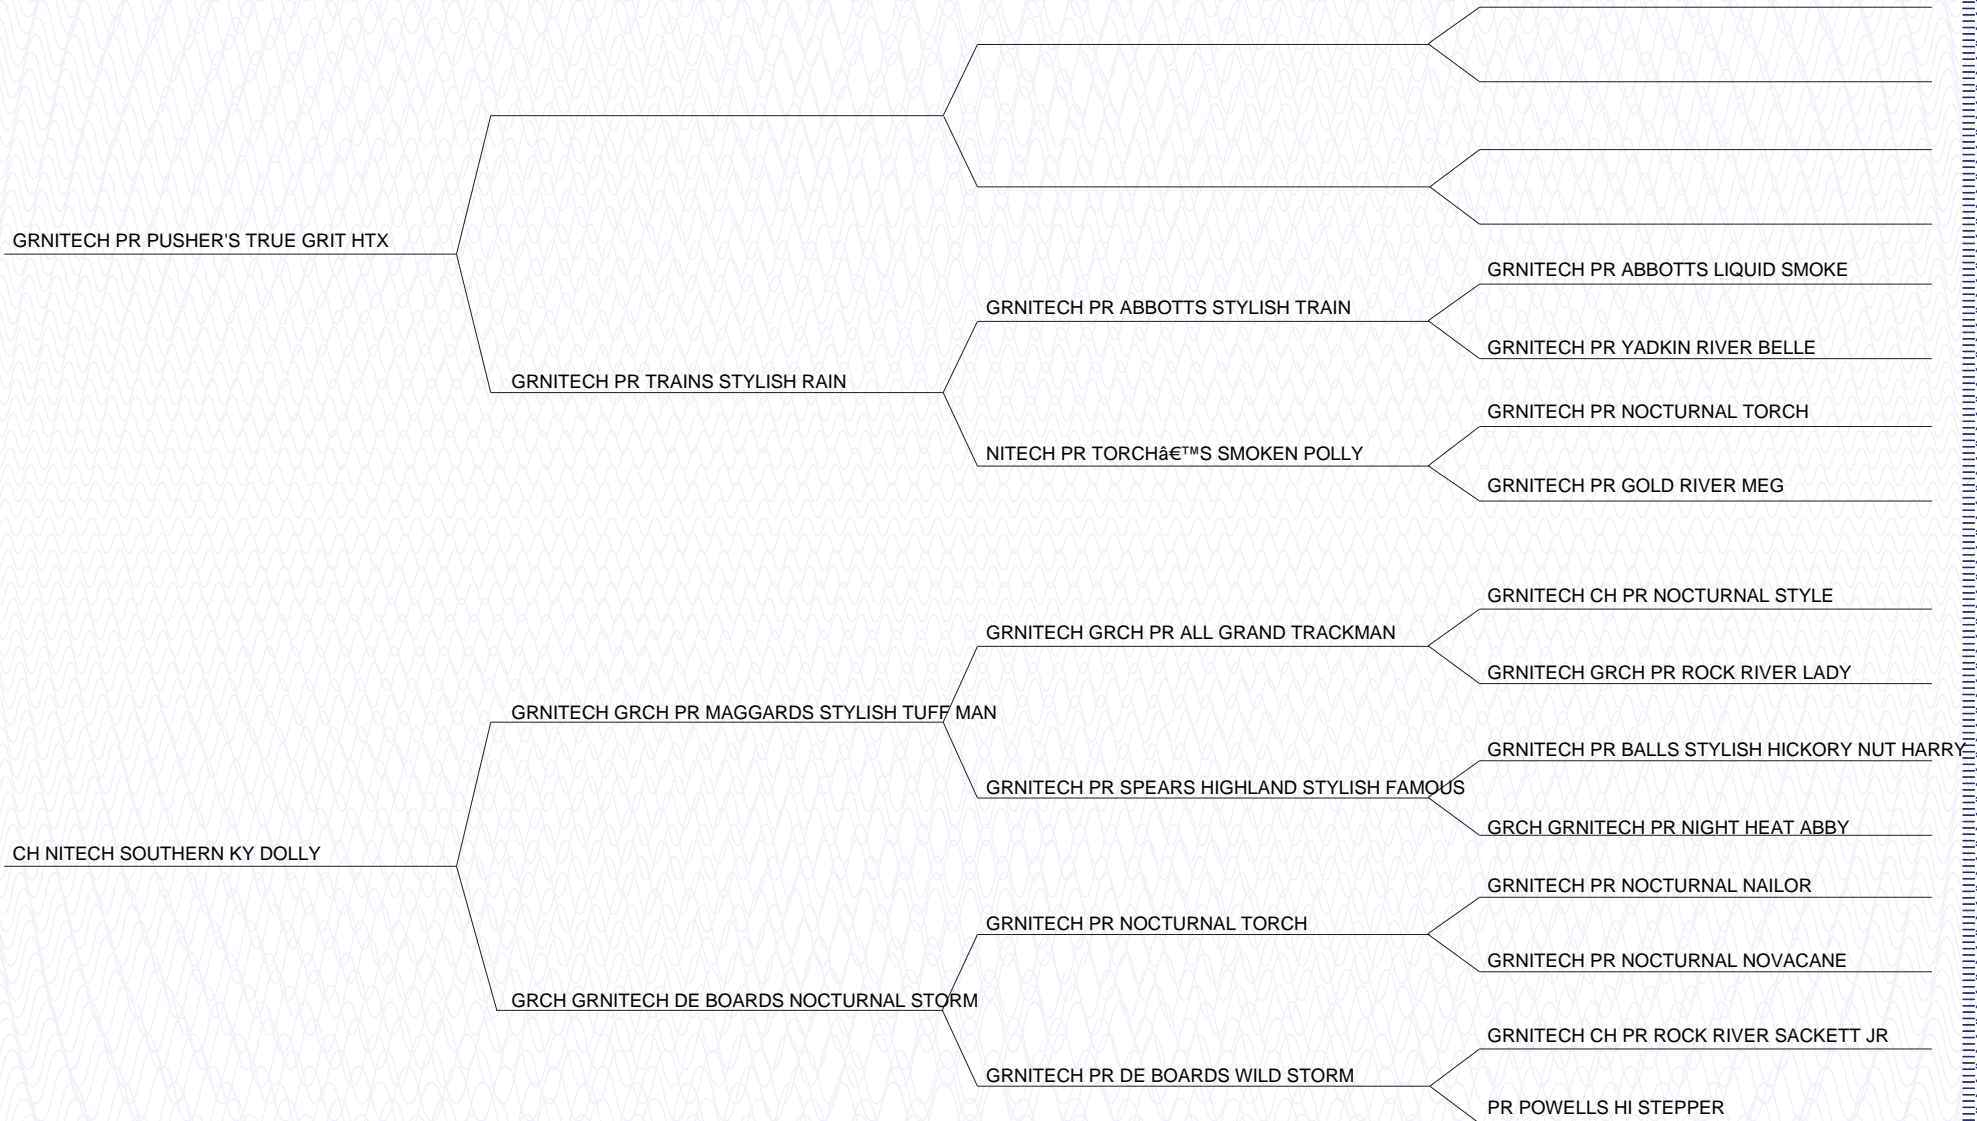 GRNITECH PR ABBOTTS LIQUID SMOKE
GRNITECH PR PUSHER'S TRUE GRIT HTX
GRNITECH PR ABBOTTS STYLISH TRAIN
GRNITECH PR YADKIN RIVER BELLE
GRNITECH PR TRAINS STYLISH RAIN
GRNITECH PR NOCTURNAL TORCH
NITECH PR TORCH’S SMOKEN POLLY
GRNITECH PR GOLD RIVER MEG
GRNITECH CH PR NOCTURNAL STYLE
GRNITECH GRCH PR ALL GRAND TRACKMAN
GRNITECH GRCH PR ROCK RIVER LADY
GRNITECH GRCH PR MAGGARDS STYLISH TUFF MAN
GRNITECH PR BALLS STYLISH HICKORY NUT HARRY
GRNITECH PR SPEARS HIGHLAND STYLISH FAMOUS
GRCH GRNITECH PR NIGHT HEAT ABBY
CH NITECH SOUTHERN KY DOLLY
GRNITECH PR NOCTURNAL NAILOR
GRNITECH PR NOCTURNAL TORCH
GRNITECH PR NOCTURNAL NOVACANE
GRCH GRNITECH DE BOARDS NOCTURNAL STORM
GRNITECH CH PR ROCK RIVER SACKETT JR
GRNITECH PR DE BOARDS WILD STORM
PR POWELLS HI STEPPER